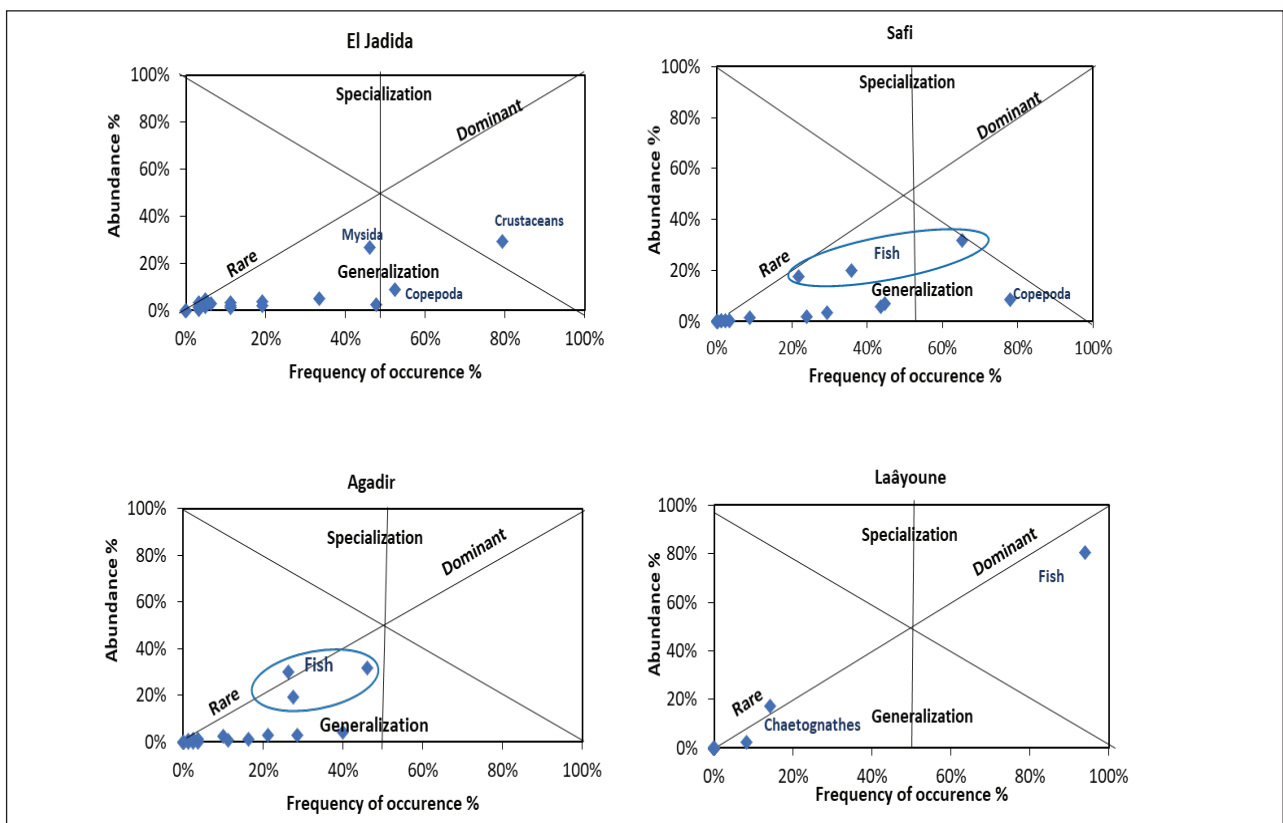 El Jadida
100%
80%
60%
40%
20%
0%
Abundance %
Specialization
Dominant
Rare
Mysida
Crustaceans
Generalization
Copepoda
0% 20% 40% 60% 80% 100%
Frequency of occurence %
Safi
100%
80%
60%
40%
20%
0%
Abundance %
Specialization
Dominant
Rare
Fish
Generalization
Copepoda
0% 20% 40% 60% 80% 100%
Frequency of occurence %
Agadir
100%
80%
60%
40%
20%
0%
Abundance %
Specialization
Dominant
Fish
Rare
Generalization
0% 20% 40% 60% 80% 100%
Frequency of occurence %
Laâyoune
100%
80%
60%
40%
20%
0%
Abundance %
Specialization
Dominant
Fish
Rare
Chaetognathes
Generalization
0% 20% 40% 60% 80% 100%
Frequency of occurence %